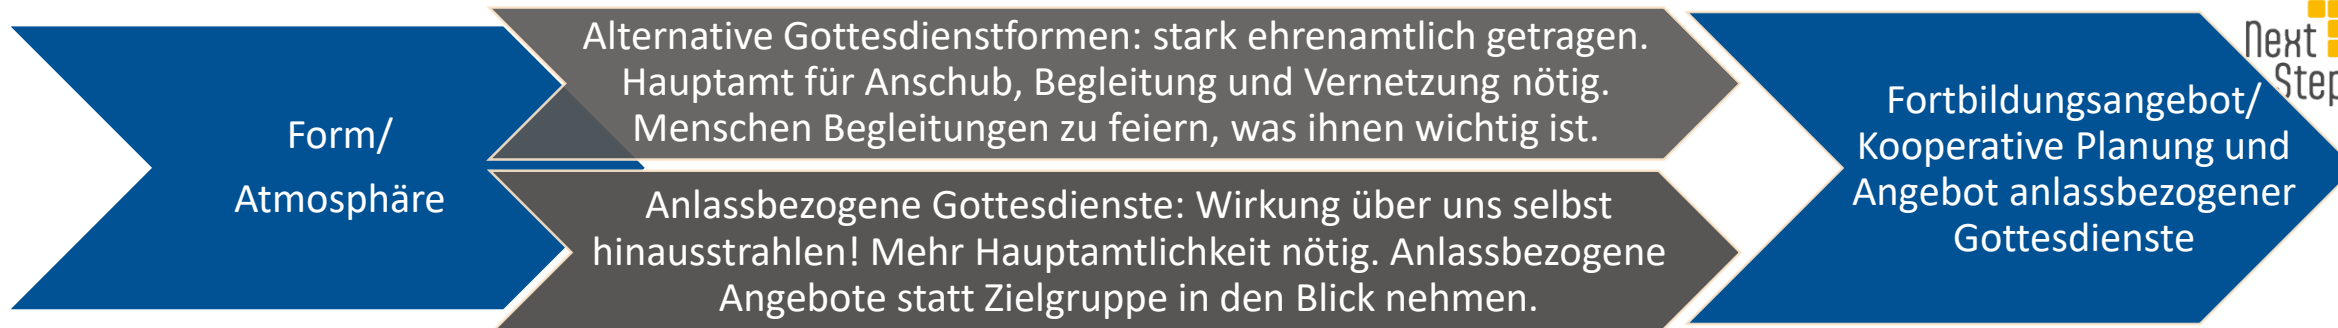 Form/
Atmosphäre
Alternative Gottesdienstformen: stark ehrenamtlich getragen.
Hauptamt für Anschub, Begleitung und Vernetzung nötig.
Menschen Begleitungen zu feiern, was ihnen wichtig ist.
Anlassbezogene Gottesdienste: Wirkung über uns selbst
hinausstrahlen! Mehr Hauptamtlichkeit nötig. Anlassbezogene
Angebote statt Zielgruppe in den Blick nehmen.
Fortbildungsangebot/
Kooperative Planung und
Angebot anlassbezogener
Gottesdienste
Next
Step